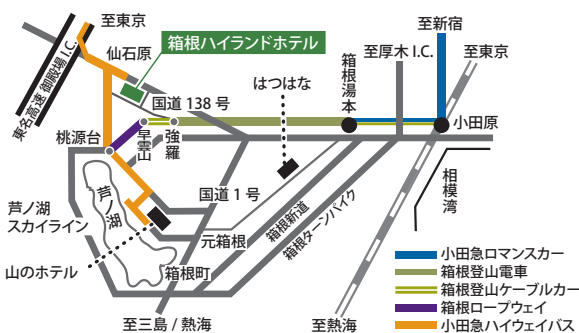 至東京
東名高速 御殿場 I.C.
仙石原
箱根ハイランドホテル
国道 138 号
はつはな
箱根湯本
至厚木 I.C.
至新宿
至東京
小田原
桃源台
早雲山
強羅
相模湾
芦ノ湖
国道 1 号
芦ノ湖
スカイライン
元箱根
箱根新道
箱根ターンパイク
山のホテル
箱根町
至三島 / 熱海
至熱海
小田急ロマンスカー
箱根登山電車
箱根登山ケーブルカー
箱根ロープウェイ
小田急ハイウェイバス